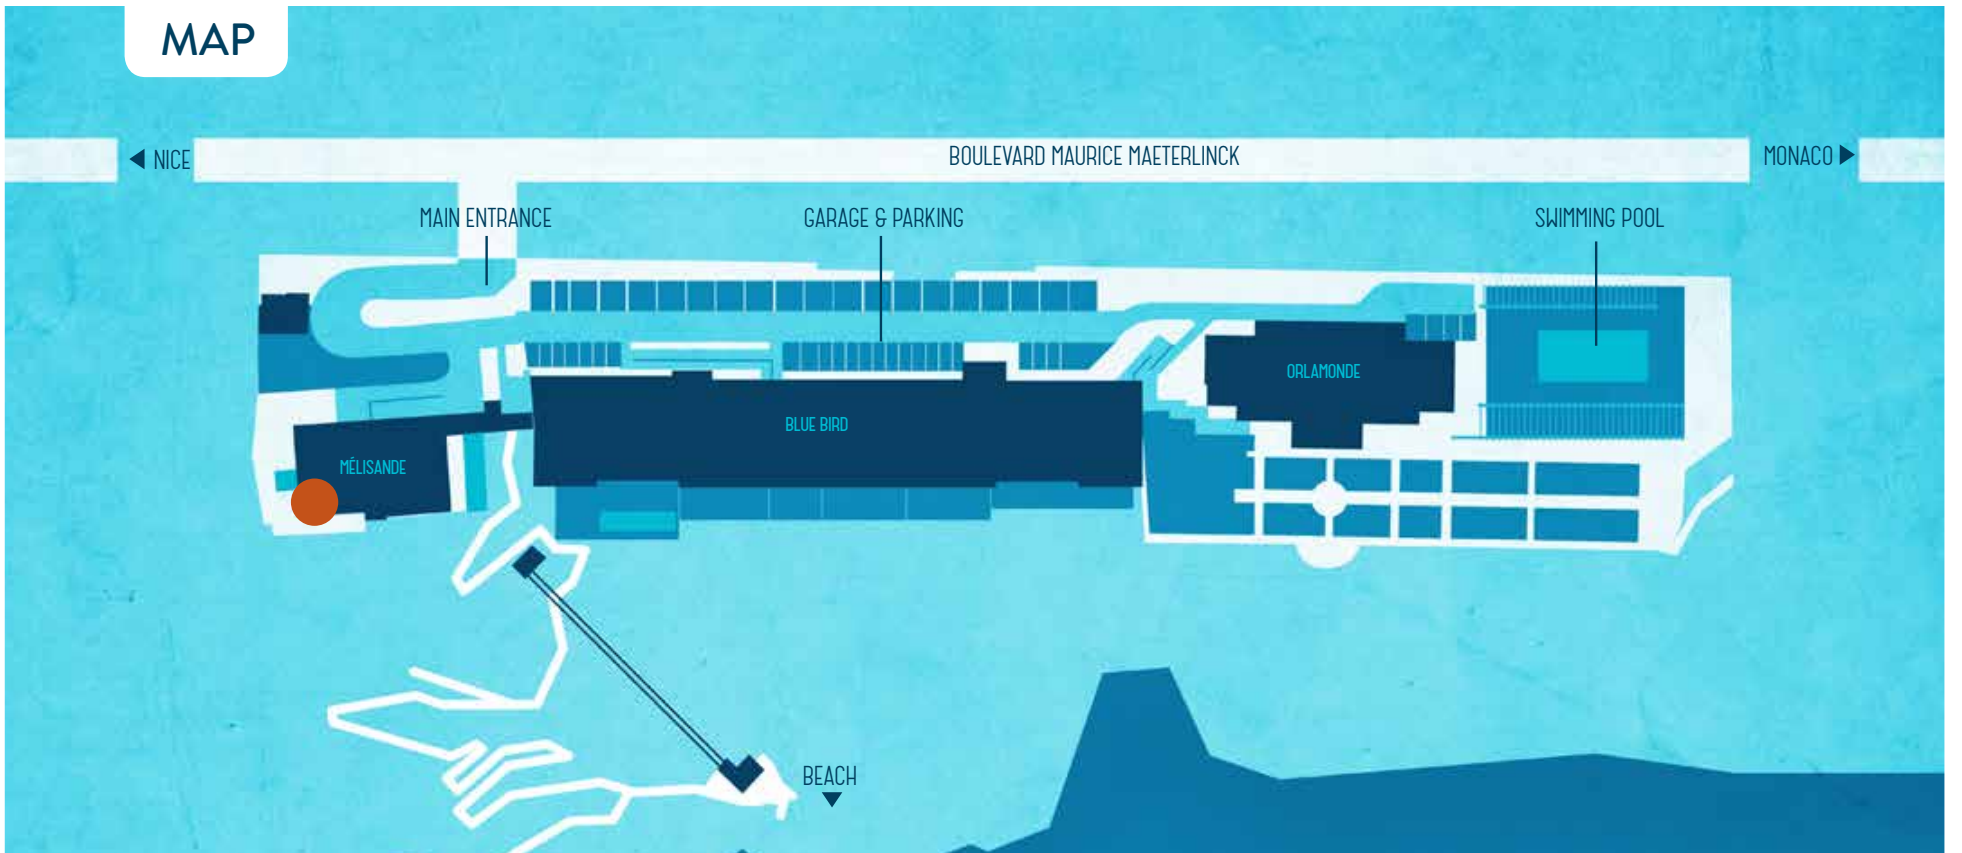 MAP
NICE
BOULEVARD MAURICE MAETERLINCK
MONACO
MAIN ENTRANCE
GARAGE & PARKING
SWIMMING POOL
ORLAMONDE
BLUE BIRD
MÉLISANDE
BEACH